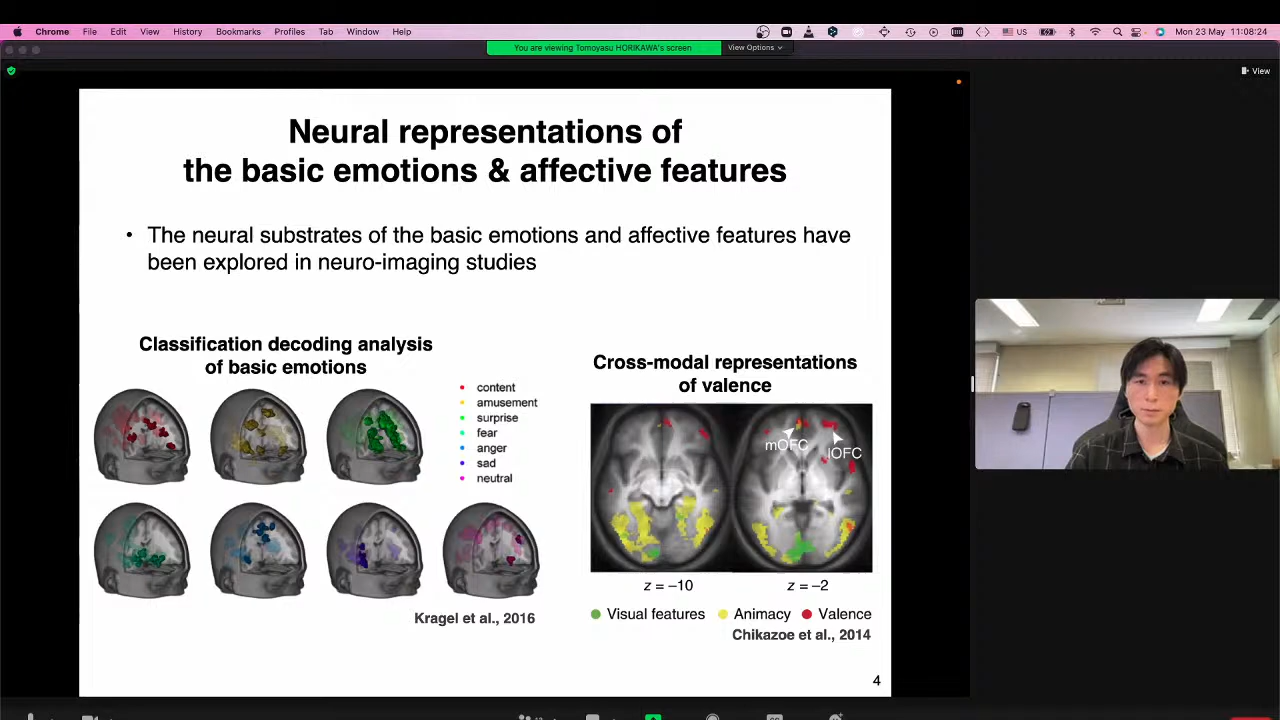 Chrome File Edit View History Bookmarks Profiles Tab Window Help US Mon 23 May 11:08:24
You are viewing Tomoyasu HORIKAWA's screen View Options
View
Neural representations of
the basic emotions & affective features
• The neural substrates of the basic emotions and affective features have
been explored in neuro-imaging studies
Classification decoding analysis
of basic emotions
content
amusement
surprise
fear
anger
sad
neutral
Kragel et al., 2016
Cross-modal representations
of valence
mOFC
lOFC
z = −10
z = −2
Visual features Animacy Valence
Chikazoe et al., 2014
4